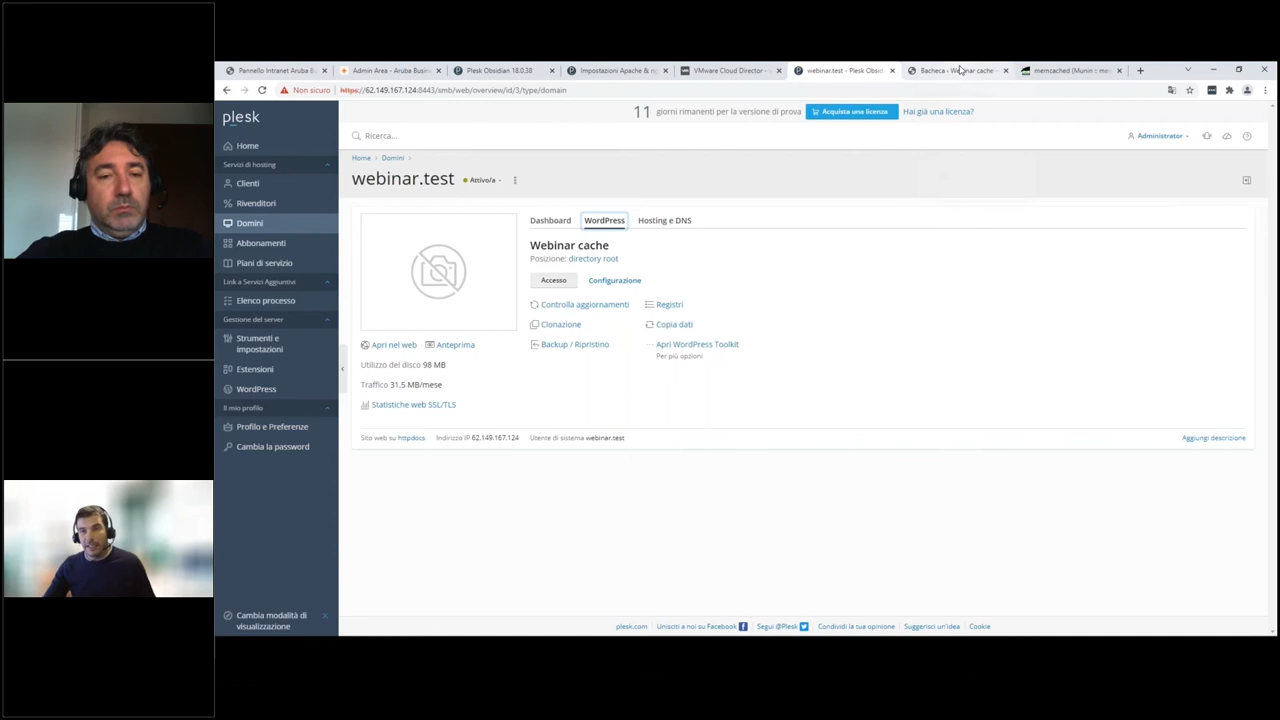 Pannello Intranet Aruba
Admin Area - Aruba Busin
Plesk Obsidian 18.0.38
Impostazioni Apache & n
VMware Cloud Director -
webinar.test - Plesk Obsid
Bacheca ‹ Webinar cache
memcached (Munin ::
Non sicuro
https://62.149.167.124:8443/smb/web/overview/id/3/type/domain
plesk
11 giorni rimanenti per la versione di prova
Acquista una licenza
Hai già una licenza?
Ricerca...
Administrator
Home
Servizi di hosting
Clienti
Rivenditori
Domini
Abbonamenti
Piani di servizio
Link a Servizi Aggiuntivi
Elenco processo
Gestione del server
Strumenti e
impostazioni
Estensioni
WordPress
Il mio profilo
Profilo e Preferenze
Cambia la password
Cambia modalità di
visualizzazione
Home > Domini >
webinar.test
Attivo/a
Dashboard
WordPress
Hosting e DNS
Webinar cache
Posizione: directory root
Accesso
Configurazione
Controlla aggiornamenti
Registri
Clonazione
Copia dati
Backup / Ripristino
Apri WordPress Toolkit
Per più opzioni
Apri nel web
Anteprima
Utilizzo del disco 98 MB
Traffico 31.5 MB/mese
Statistiche web SSL/TLS
Sito web su httpdocs
Indirizzo IP 62.149.167.124
Utente di sistema webinar.test
Aggiungi descrizione
plesk.com
Unisciti a noi su Facebook
Segui @Plesk
Condividi la tua opinione
Suggerisci un'idea
Cookie